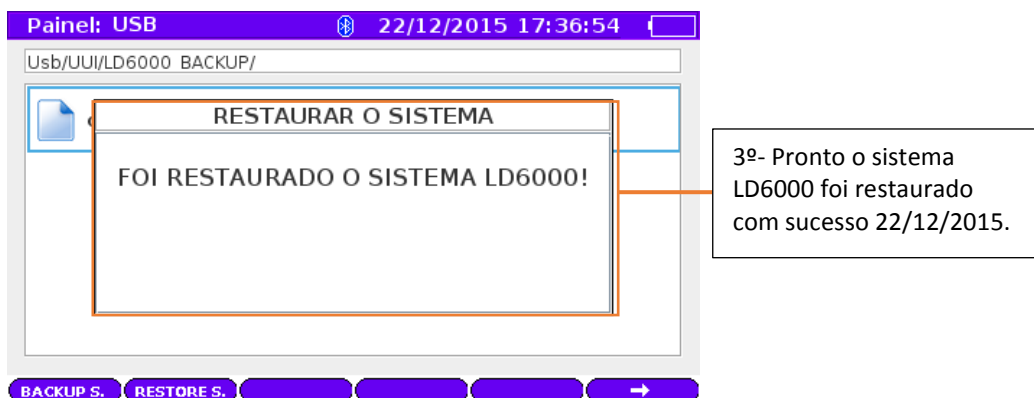 Painel: USB 22/12/2015 17:36:54
Usb/UUI/LD6000 BACKUP/
RESTAURAR O SISTEMA
FOI RESTAURADO O SISTEMA LD6000!
3º- Pronto o sistema
LD6000 foi restaurado
com sucesso 22/12/2015.
BACKUP S. RESTORE S.